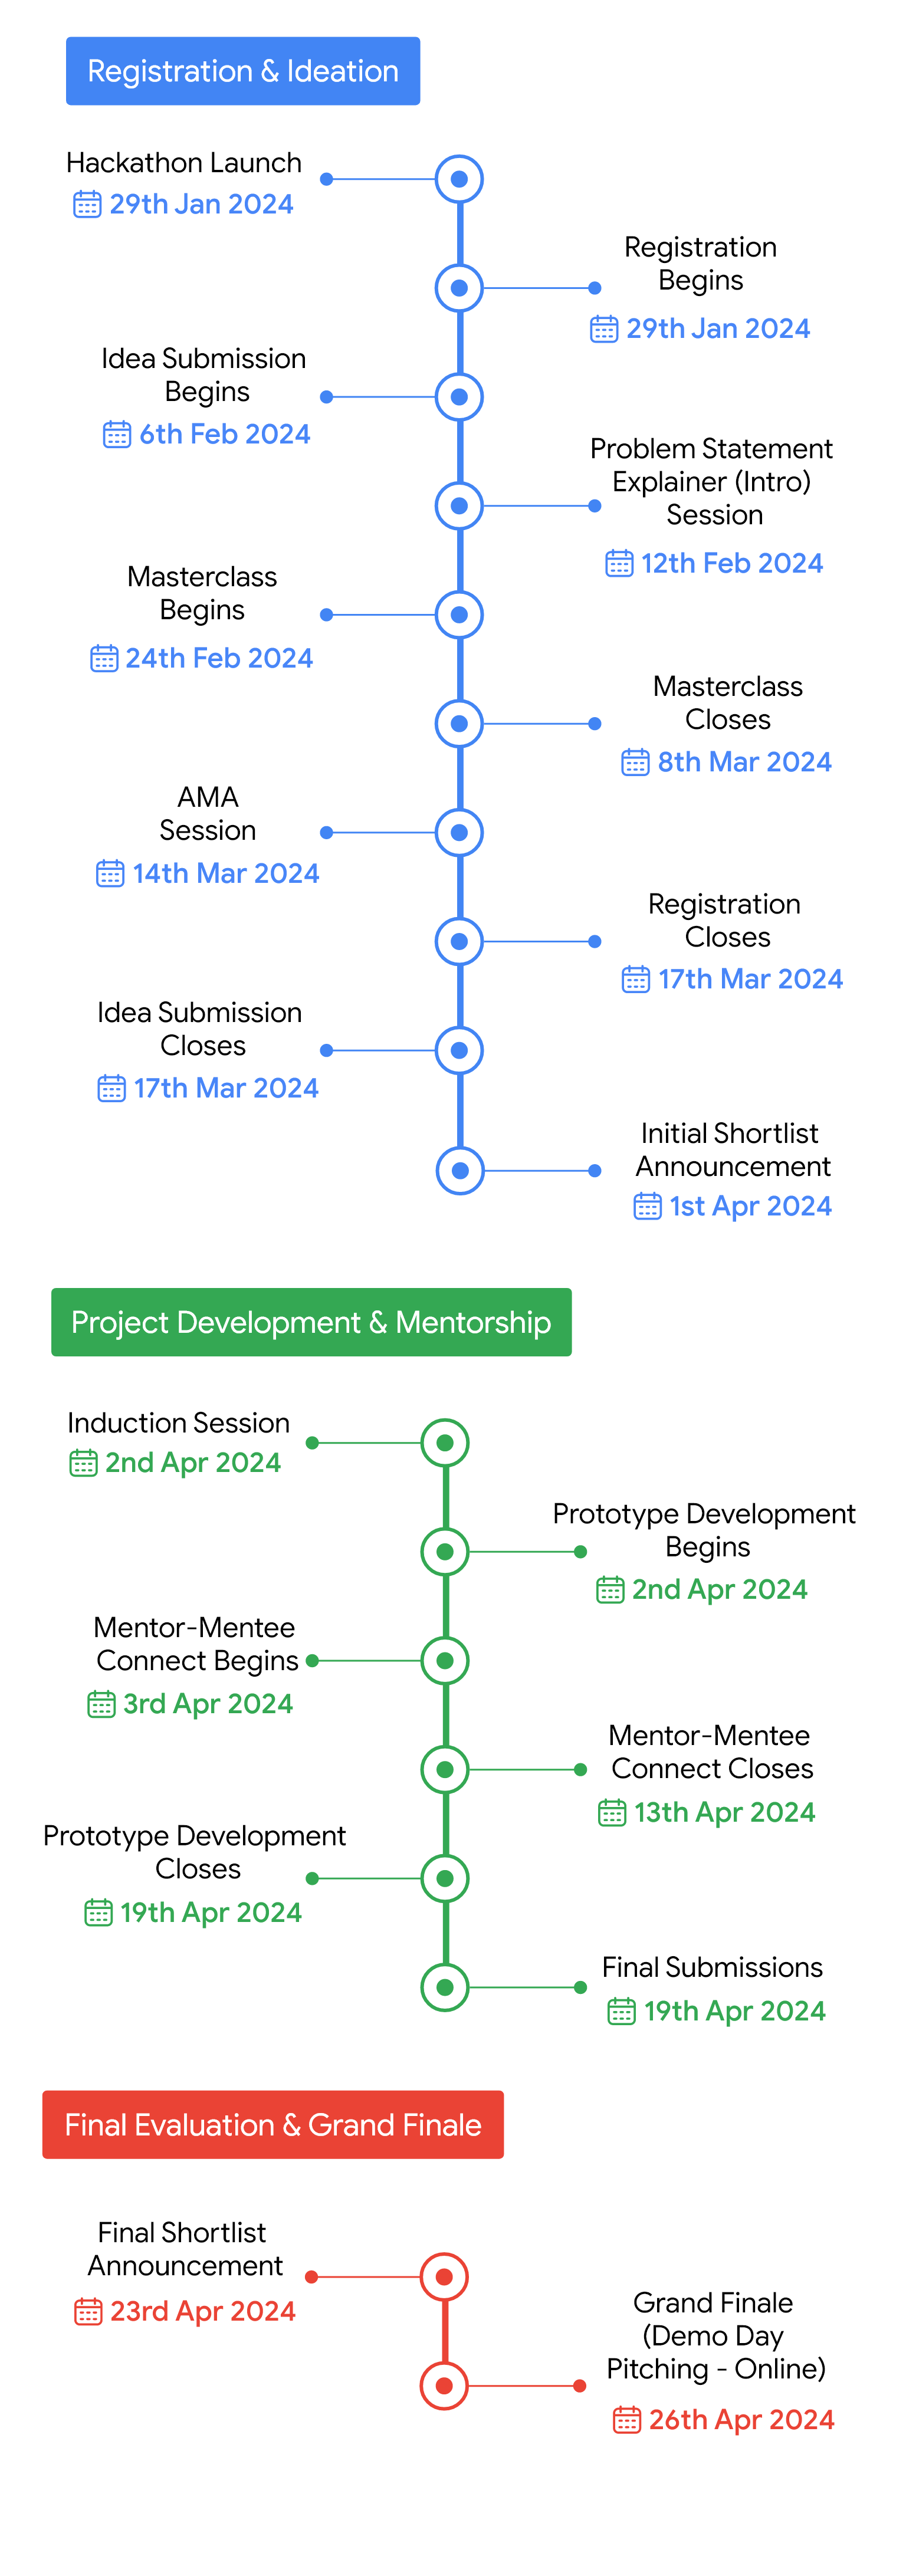 Registration & Ideation
Hackathon Launch
29th Jan 2024
Registration
Begins
29th Jan 2024
Idea Submission
Begins
6th Feb 2024
Problem Statement
Explainer (Intro)
Session
12th Feb 2024
Masterclass
Begins
24th Feb 2024
Masterclass
Closes
8th Mar 2024
AMA
Session
14th Mar 2024
Registration
Closes
17th Mar 2024
Idea Submission
Closes
17th Mar 2024
Initial Shortlist
Announcement
1st Apr 2024
Project Development & Mentorship
Induction Session
2nd Apr 2024
Prototype Development
Begins
2nd Apr 2024
Mentor-Mentee
Connect Begins
3rd Apr 2024
Mentor-Mentee
Connect Closes
13th Apr 2024
Prototype Development
Closes
19th Apr 2024
Final Submissions
19th Apr 2024
Final Evaluation & Grand Finale
Final Shortlist
Announcement
23rd Apr 2024
Grand Finale
(Demo Day
Pitching - Online)
26th Apr 2024